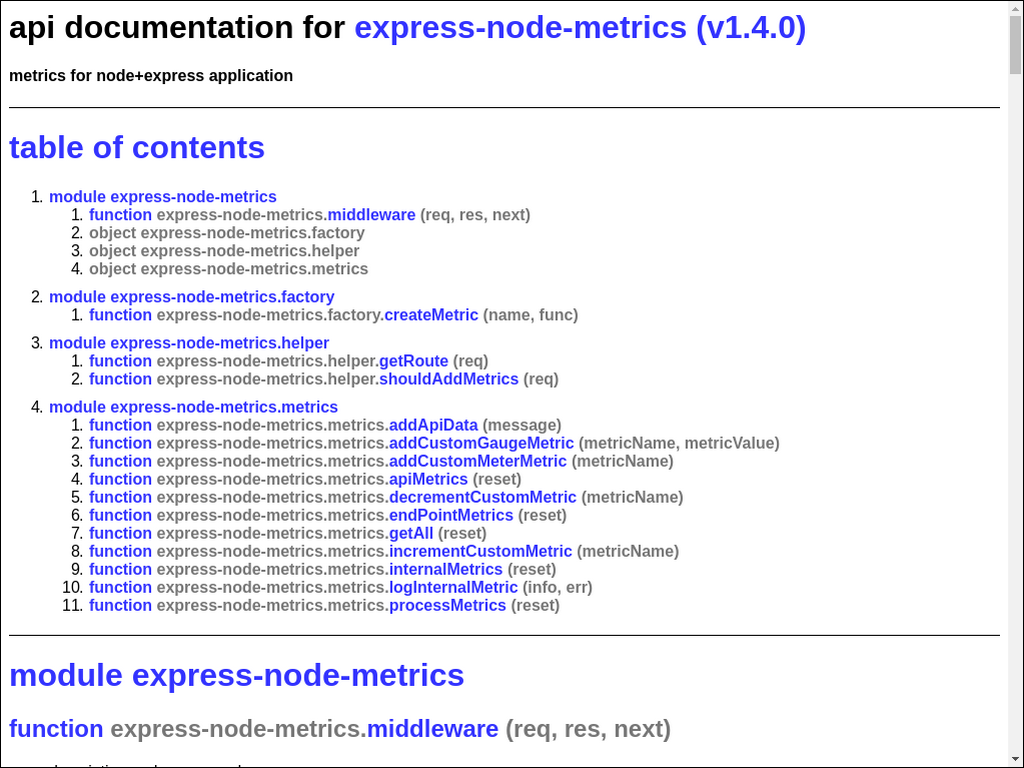 api documentation for express-node-metrics (v1.4.0)
metrics for node+express application
table of contents
1. module express-node-metrics
1. function express-node-metrics.middleware (req, res, next)
2. object express-node-metrics.factory
3. object express-node-metrics.helper
4. object express-node-metrics.metrics
2. module express-node-metrics.factory
1. function express-node-metrics.factory.createMetric (name, func)
3. module express-node-metrics.helper
1. function express-node-metrics.helper.getRoute (req)
2. function express-node-metrics.helper.shouldAddMetrics (req)
4. module express-node-metrics.metrics
1. function express-node-metrics.metrics.addApiData (message)
2. function express-node-metrics.metrics.addCustomGaugeMetric (metricName, metricValue)
3. function express-node-metrics.metrics.addCustomMeterMetric (metricName)
4. function express-node-metrics.metrics.apiMetrics (reset)
5. function express-node-metrics.metrics.decrementCustomMetric (metricName)
6. function express-node-metrics.metrics.endPointMetrics (reset)
7. function express-node-metrics.metrics.getAll (reset)
8. function express-node-metrics.metrics.incrementCustomMetric (metricName)
9. function express-node-metrics.metrics.internalMetrics (reset)
10. function express-node-metrics.metrics.logInternalMetric (info, err)
11. function express-node-metrics.metrics.processMetrics (reset)
module express-node-metrics
function express-node-metrics.middleware (req, res, next)